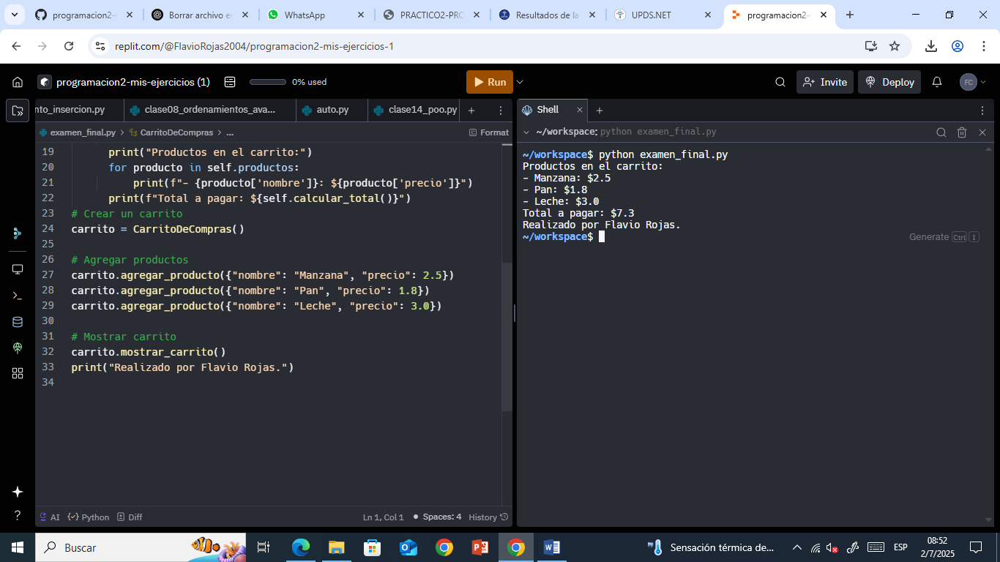 programacion2-
Borrar archivo e
WhatsApp
PRACTICO2-PRO
Resultados de la
UPDS.NET
programacion2-
replit.com/@FlavioRojas2004/programacion2-mis-ejercicios-1
programacion2-mis-ejercicios (1)
0% used
Run
Invite
Deploy
FC
nto_insercion.py
clase08_ordenamientos_ava...
auto.py
clase14_poo.py
Shell
examen_final.py > CarritoDeCompras > ...
Format
~/workspace: python examen_final.py
19 print("Productos en el carrito:")
20 for producto in self.productos:
21 print(f"- {producto['nombre']}: ${producto['precio']}")
22 print(f"Total a pagar: ${self.calcular_total()}")
23 # Crear un carrito
24 carrito = CarritoDeCompras()
25
26 # Agregar productos
27 carrito.agregar_producto({"nombre": "Manzana", "precio": 2.5})
28 carrito.agregar_producto({"nombre": "Pan", "precio": 1.8})
29 carrito.agregar_producto({"nombre": "Leche", "precio": 3.0})
30
31 # Mostrar carrito
32 carrito.mostrar_carrito()
33 print("Realizado por Flavio Rojas.")
34
~/workspace$ python examen_final.py
Productos en el carrito:
- Manzana: $2.5
- Pan: $1.8
- Leche: $3.0
Total a pagar: $7.3
Realizado por Flavio Rojas.
~/workspace$
Generate Ctrl I
AI
Python
Diff
Ln 1, Col 1
Spaces: 4
History
Buscar
Sensación térmica de...
ESP
08:52
2/7/2025